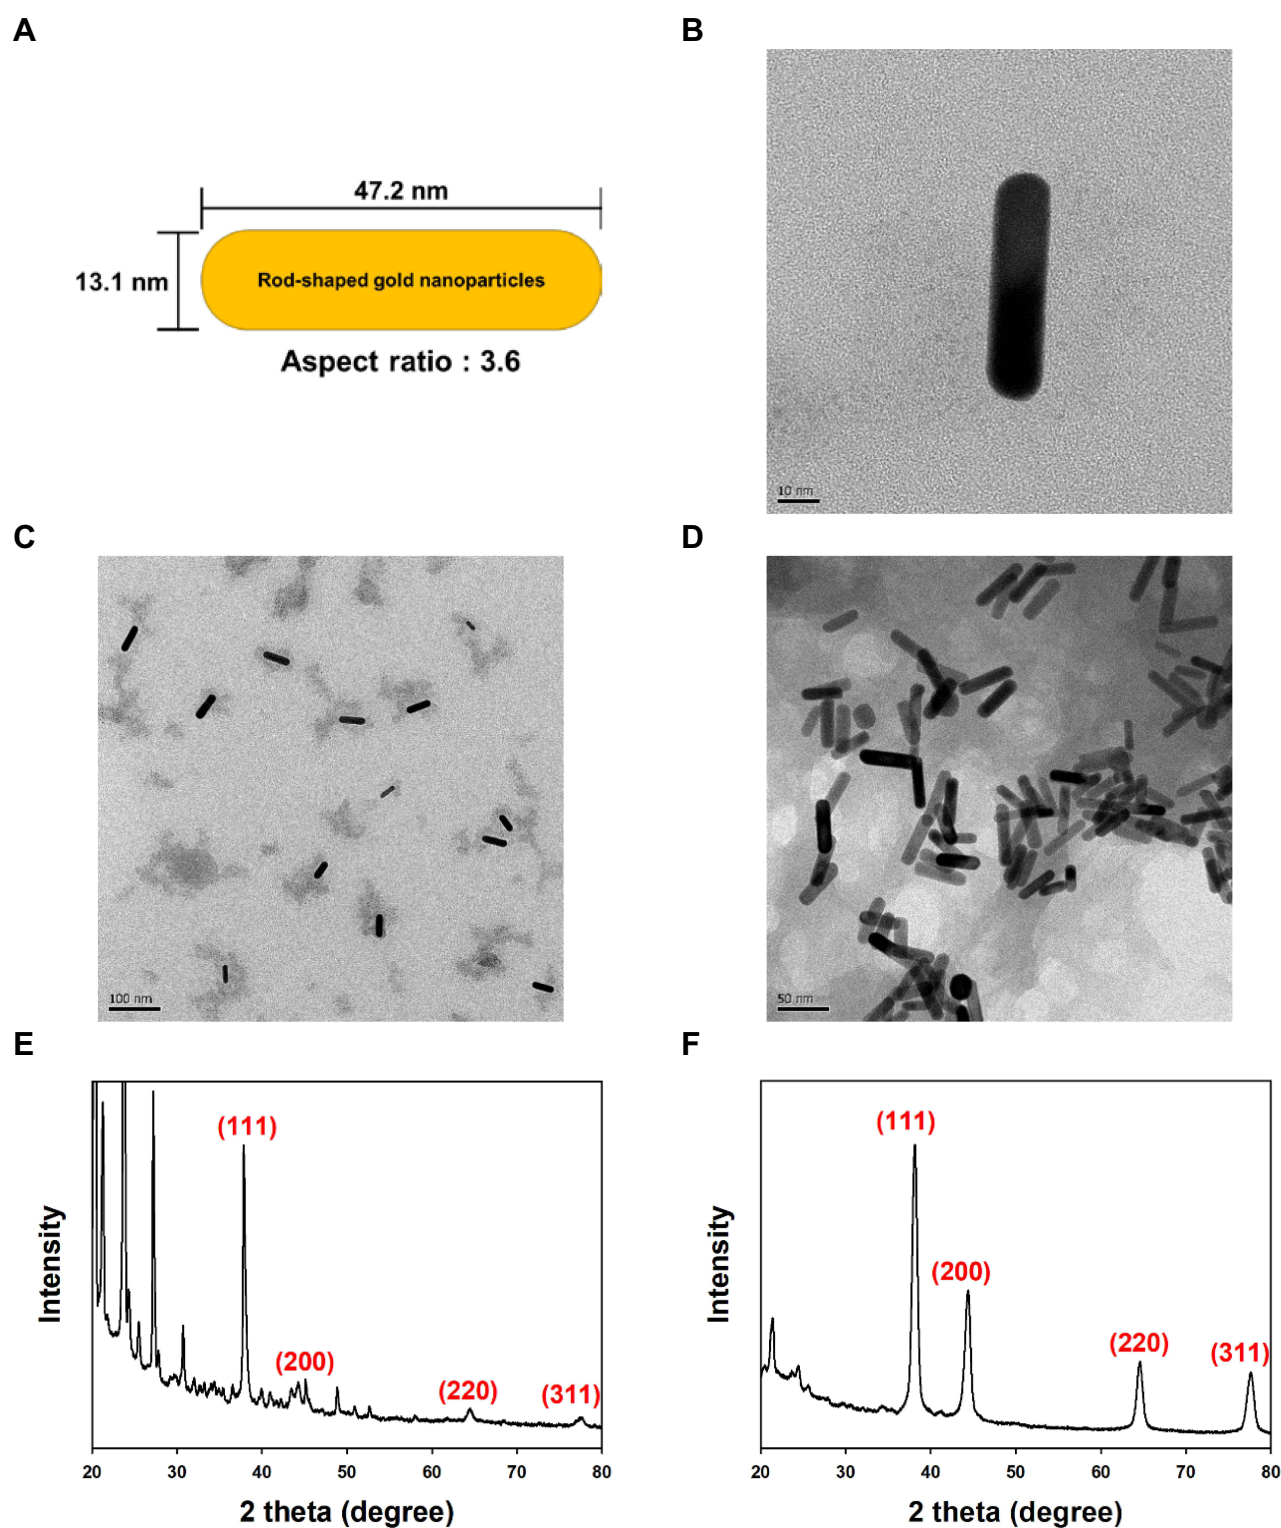 A
B
47.2 nm
13.1 nm
Rod-shaped gold nanoparticles
Aspect ratio : 3.6
10 nm
C
D
100 nm
50 nm
E
F
Intensity
(111)
(200)
(220)
(311)
20 30 40 50 60 70 80
2 theta (degree)
Intensity
(111)
(200)
(220)
(311)
20 30 40 50 60 70 80
2 theta (degree)